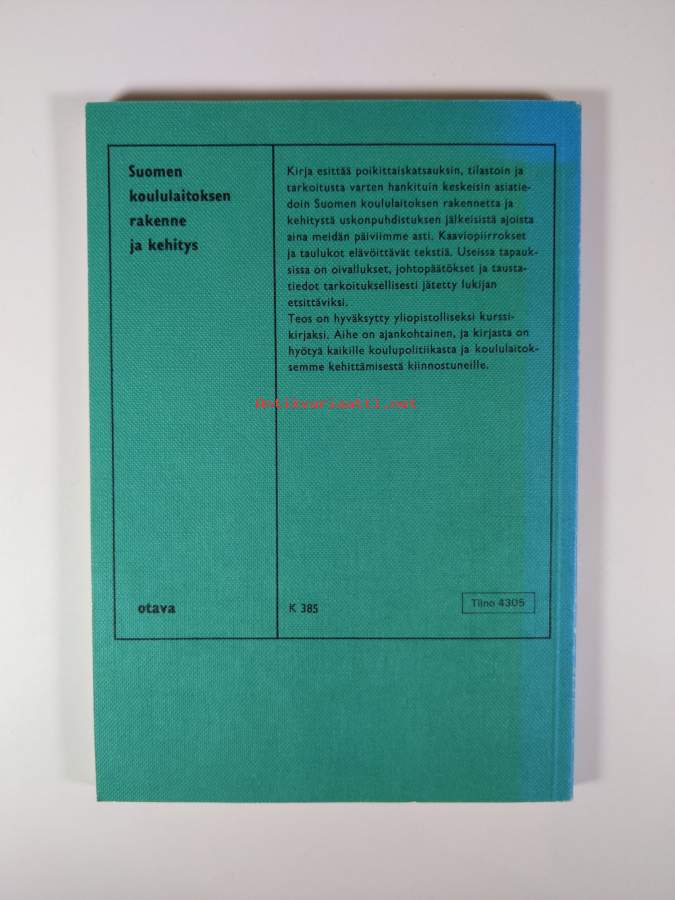 Suomen
koululaitoksen
rakenne
ja kehitys
Kirja esittää poikittaiskatsauksin, tilastoin ja
tarkoitusta varten hankituin keskeisin asiatie-
doin Suomen koululaitoksen rakennetta ja
kehitystä uskonpuhdistuksen jälkeisistä ajoista
aina meidän päiviimme asti. Kaaviopiirrokset
ja taulukot elävöittävät tekstiä. Useissa tapauk-
sissa on oivallukset, johtopäätökset ja tausta-
tiedot tarkoituksellisesti jätetty lukijan
etsittäviksi.
Teos on hyväksytty yliopistolliseksi kurssi-
kirjaksi. Aihe on ajankohtainen, ja kirjasta on
hyötyä kaikille koulupolitiikasta ja koululaitok-
semme kehittämisestä kiinnostuneille.
antikvariaatti.net
otava
K 385
Tilno 4305